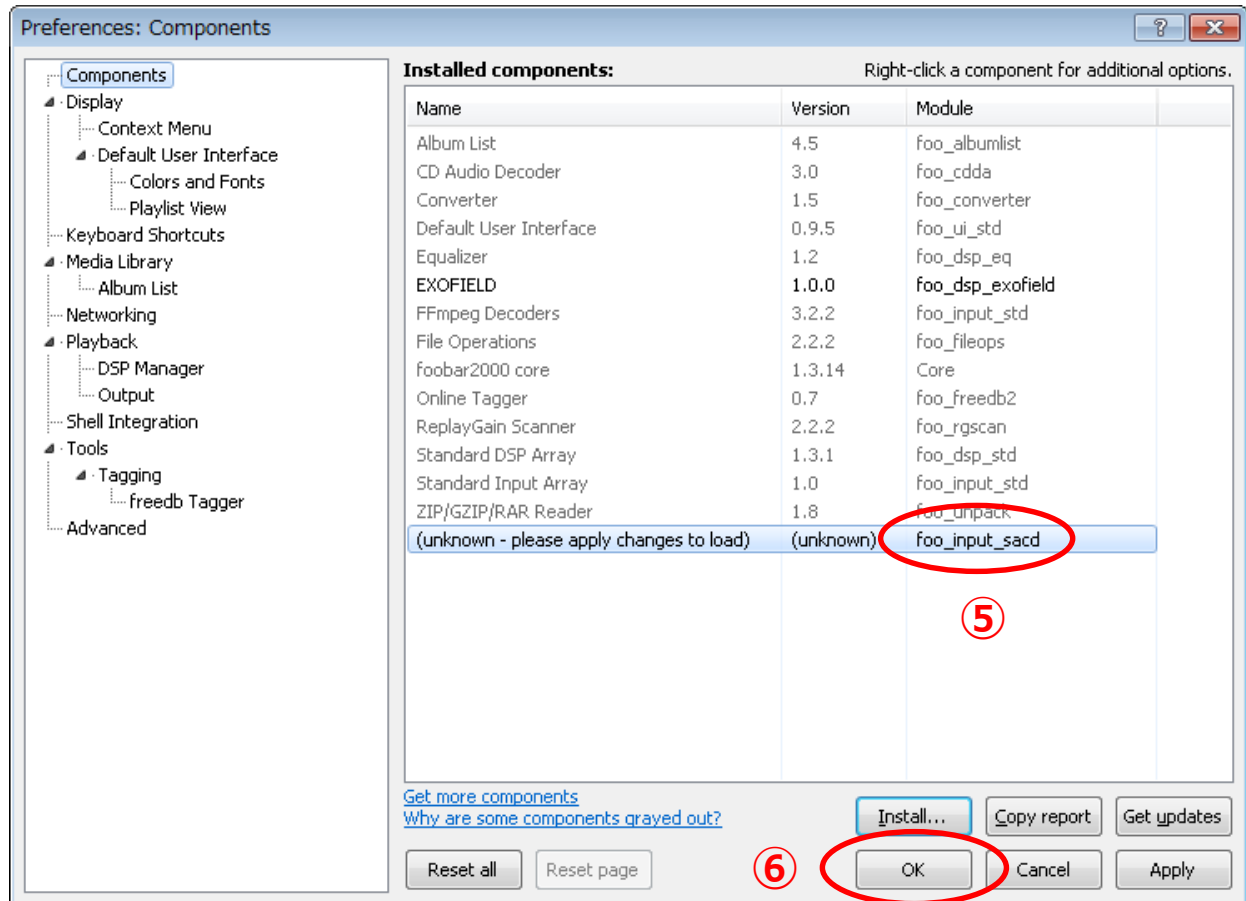 Preferences: Components
Components
Display
Context Menu
Default User Interface
Colors and Fonts
Playlist View
Keyboard Shortcuts
Media Library
Album List
Networking
Playback
DSP Manager
Output
Shell Integration
Tools
Tagging
freedb Tagger
Advanced
Installed components: Right-click a component for additional options.
Name Version Module
Album List 4.5 foo_albumlist
CD Audio Decoder 3.0 foo_cdda
Converter 1.5 foo_converter
Default User Interface 0.9.5 foo_ui_std
Equalizer 1.2 foo_dsp_eq
EXOFIELD 1.0.0 foo_dsp_exofield
FFmpeg Decoders 3.2.2 foo_input_std
File Operations 2.2.2 foo_fileops
foobar2000 core 1.3.14 Core
Online Tagger 0.7 foo_freedb2
ReplayGain Scanner 2.2.2 foo_rgscan
Standard DSP Array 1.3.1 foo_dsp_std
Standard Input Array 1.0 foo_input_std
ZIP/GZIP/RAR Reader 1.8 foo_unpack
(unknown - please apply changes to load) (unknown) foo_input_sacd
⑤
Get more components
Why are some components grayed out?
Install... Copy report Get updates
Reset all Reset page ⑥ OK Cancel Apply